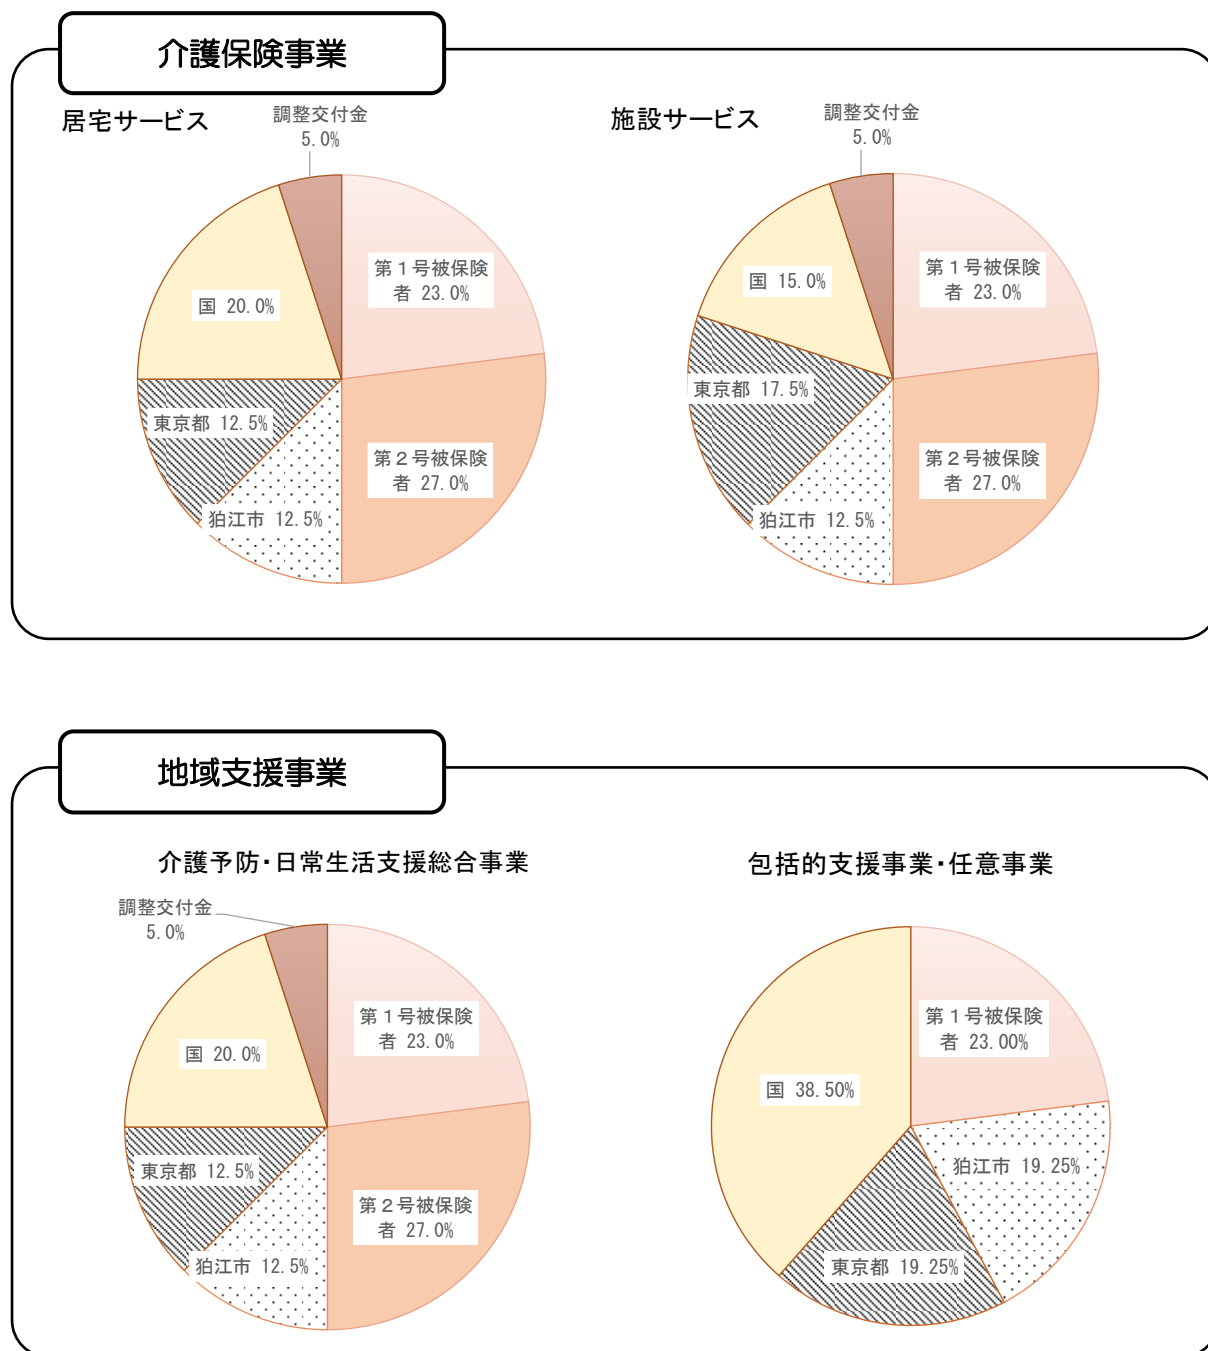 介護保険事業
居宅サービス
調整交付金
5.0%
第１号被保険
者 23.0%
国 20.0%
東京都 12.5%
第２号被保険
者 27.0%
狛江市 12.5%
施設サービス
調整交付金
5.0%
第１号被保険
者 23.0%
国 15.0%
東京都 17.5%
第２号被保険
者 27.0%
狛江市 12.5%
地域支援事業
介護予防・日常生活支援総合事業
調整交付金
5.0%
第１号被保険
者 23.0%
国 20.0%
東京都 12.5%
第２号被保険
者 27.0%
狛江市 12.5%
包括的支援事業・任意事業
第１号被保険
者 23.00%
国 38.50%
狛江市 19.25%
東京都 19.25%